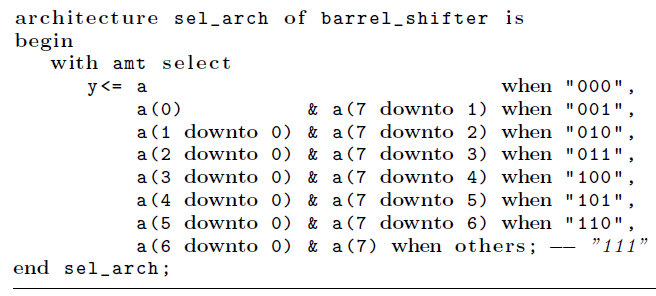 architecture sel_arch of barrel_shifter is
begin
   with amt select
      y<= a                        when "000",
          a(0)          & a(7 downto 1) when "001",
          a(1 downto 0) & a(7 downto 2) when "010",
          a(2 downto 0) & a(7 downto 3) when "011",
          a(3 downto 0) & a(7 downto 4) when "100",
          a(4 downto 0) & a(7 downto 5) when "101",
          a(5 downto 0) & a(7 downto 6) when "110",
          a(6 downto 0) & a(7) when others; -- "111"
end sel_arch;